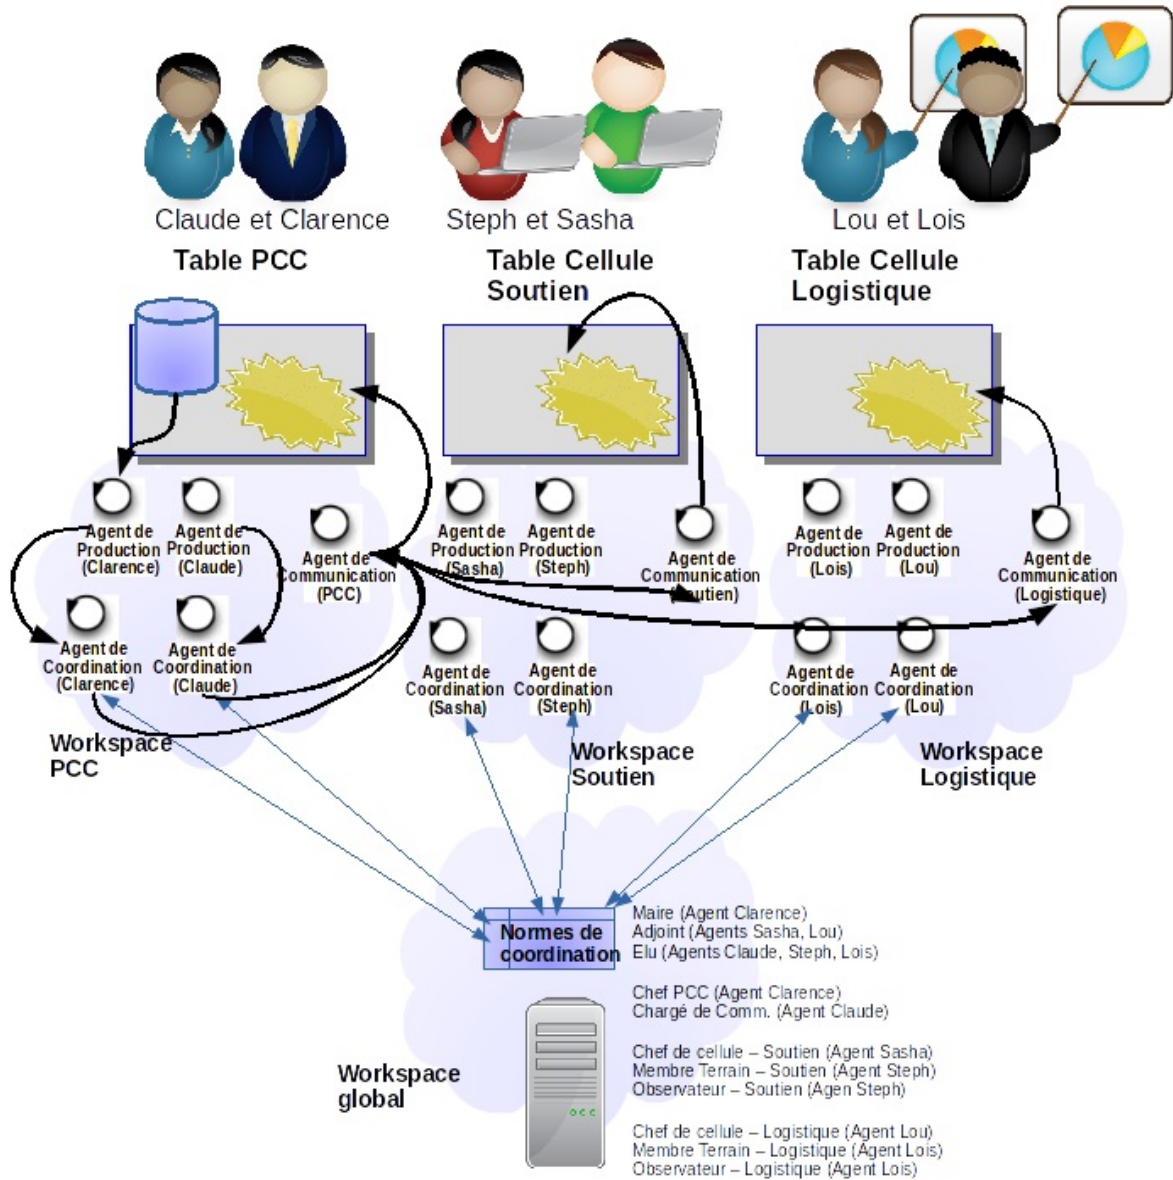 Claude et Clarence
Steph et Sasha
Lou et Lois
Table PCC
Table Cellule
Soutien
Table Cellule
Logistique
Agent de
Production
(Clarence)
Agent de
Production
(Claude)
Agent de
Communication
(PCC)
Agent de
Production
(Sasha)
Agent de
Production
(Steph)
Agent de
Communication
(Soutien)
Agent de
Production
(Lois)
Agent de
Production
(Lou)
Agent de
Communication
(Logistique)
Agent de
Coordination
(Clarence)
Agent de
Coordination
(Claude)
Agent de
Coordination
(Sasha)
Agent de
Coordination
(Steph)
Agent de
Coordination
(Lois)
Agent de
Coordination
(Lou)
Workspace
PCC
Workspace
Soutien
Workspace
Logistique
Normes de
coordination
Maire (Agent Clarence)
Adjoint (Agents Sasha, Lou)
Elu (Agents Claude, Steph, Lois)
Chef PCC (Agent Clarence)
Chargé de Comm. (Agent Claude)
Chef de cellule – Soutien (Agent Sasha)
Membre Terrain – Soutien (Agent Steph)
Observateur – Soutien (Agen Steph)
Chef de cellule – Logistique (Agent Lou)
Membre Terrain – Logistique (Agent Lois)
Observateur – Logistique (Agent Lois)
Workspace
global